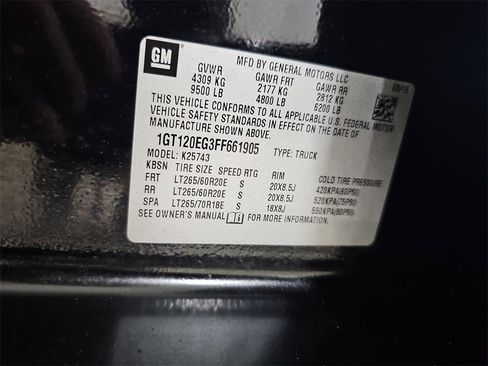 GM
MFD BY GENERAL MOTORS LLC
GVWR GAWR FRT GAWR RR
4309 KG 2177 KG 2812 KG
9500 LB 4800 LB 6200 LB
08/15
THIS VEHICLE CONFORMS TO ALL APPLICABLE U.S. FEDERAL MOTOR
VEHICLE SAFETY STANDARDS IN EFFECT ON THE DATE OF
MANUFACTURE SHOWN ABOVE.
1GT120EG3FF661905 TYPE: TRUCK
MODEL: K25743
KBSN TIRE SIZE SPEED RTG RIM COLD TIRE PRESSURE
FRT LT265/60R20E S 20X8.5J 420KPA(60PSI)
RR LT265/60R20E S 20X8.5J 520KPA(75PSI)
SPA LT265/70R18E S 18X8J 550KPA(80PSI)
SEE OWNER'S MANUAL FOR MORE INFORMATION.